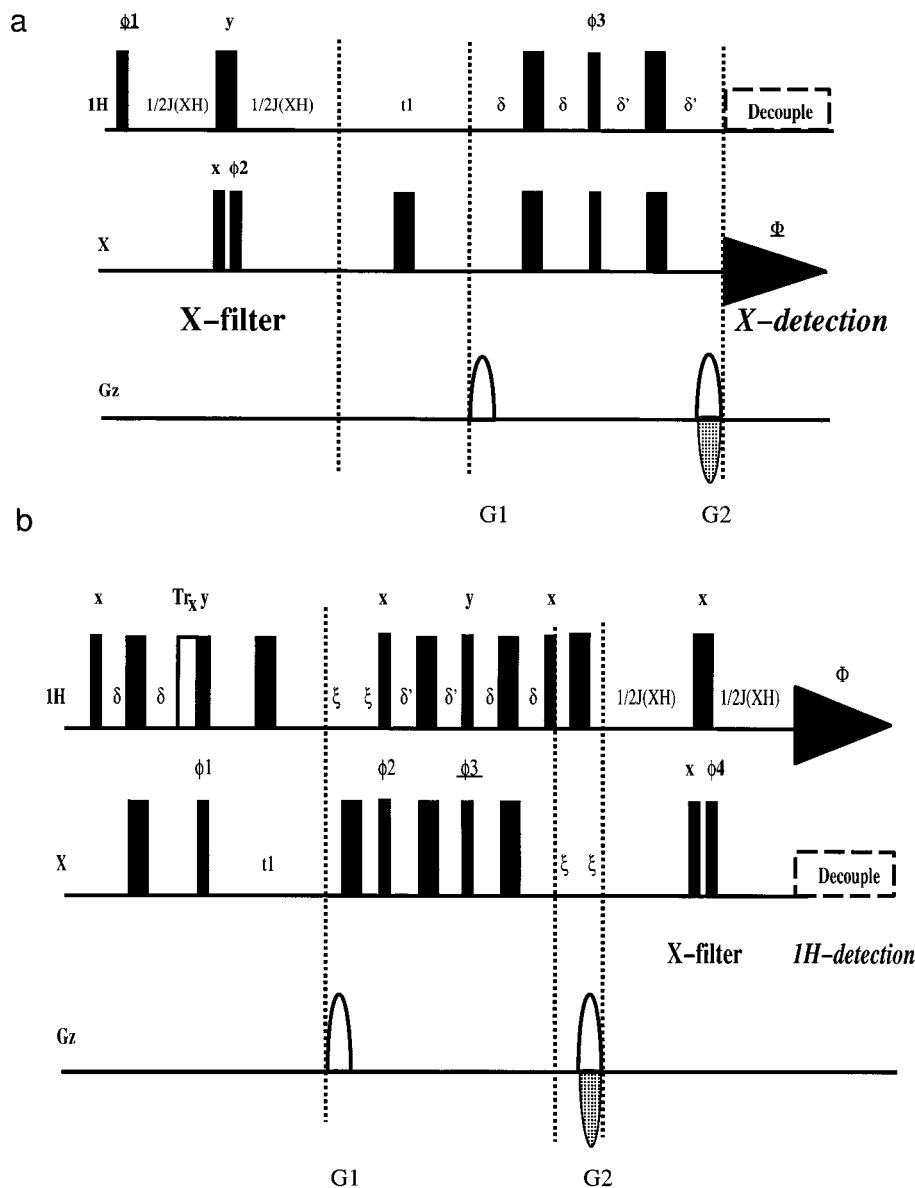 a
ϕ1 y ϕ3
1H 1/2J(XH) 1/2J(XH) t1 δ δ δ' δ' Decouple
x ϕ2
X Φ
X-filter X-detection
Gz
G1 G2
b
x TrX y x y x x
1H δ δ ξ ξ δ' δ' δ δ 1/2J(XH) 1/2J(XH) Φ
ϕ1 ϕ2 ϕ3 x ϕ4
X t1 ξ ξ Decouple
X-filter 1H-detection
Gz
G1 G2